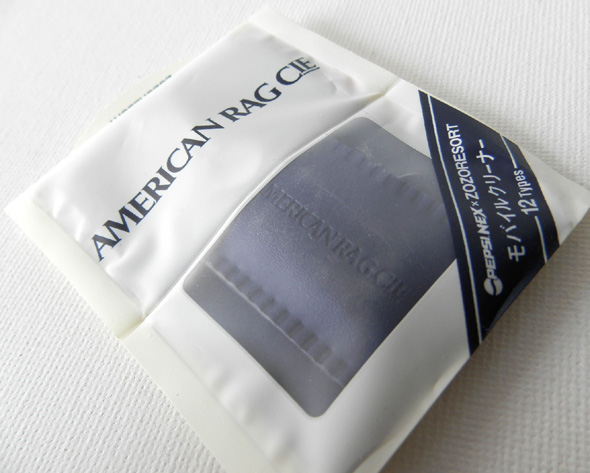 AMERICAN RAG CIE
AMERICAN RAG CIE
PEPSI NEX × ZOZORESORT
モバイルクリーナー
12 Types